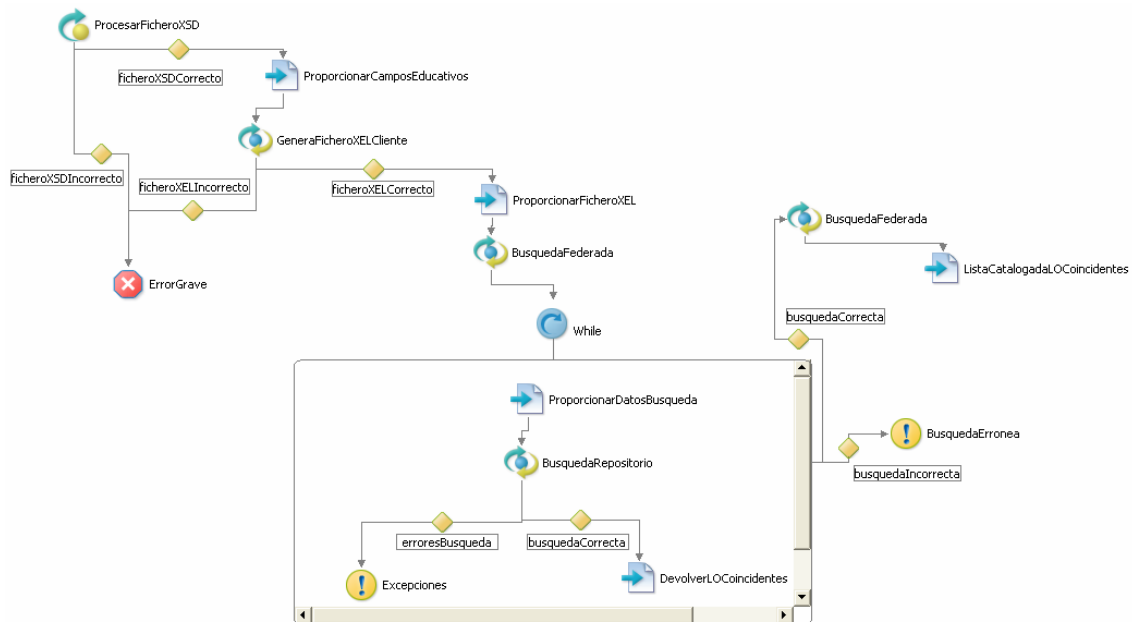 ProcesarFicheroXSD
ficheroXSDCorrecto
ProporcionarCamposEducativos
GeneraFicheroXELCliente
ficheroXSDIncorrecto
ficheroXELIncorrecto
ficheroXELCorrecto
ProporcionarFicheroXEL
BusquedaFederada
ErrorGrave
While
BusquedaFederada
ListaCatalogadaLOCoincidentes
busquedaCorrecta
ProporcionarDatosBusqueda
BusquedaErronea
busquedaIncorrecta
BusquedaRepositorio
erroresBusqueda
busquedaCorrecta
Excepciones
DevolverLOCoincidentes